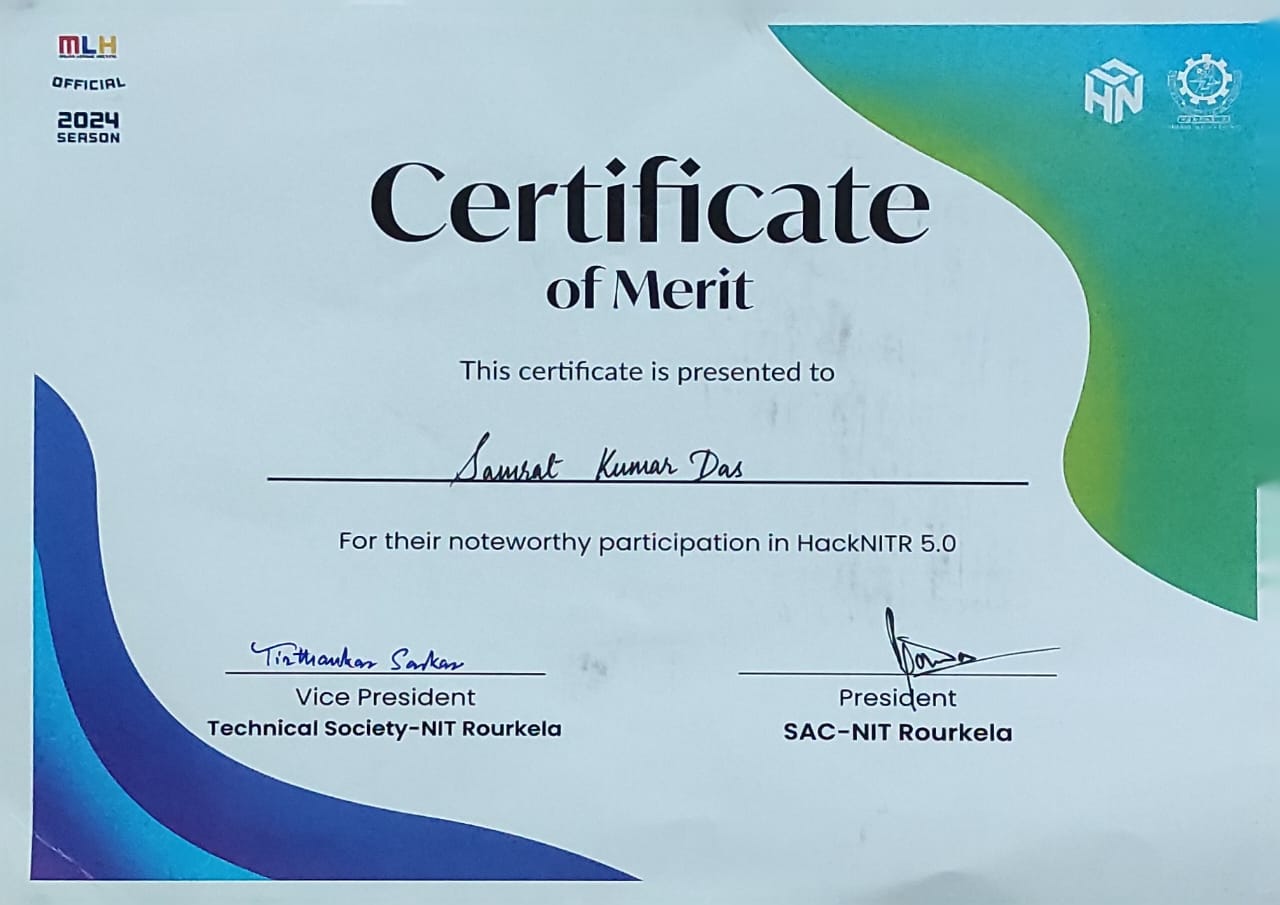 MLH
OFFICIAL
2024
SEASON
HN
Certificate
of Merit
This certificate is presented to
Samrat Kumar Das
For their noteworthy participation in HackNITR 5.0
Tirthankar Sarkar
Vice President
Technical Society-NIT Rourkela
President
SAC-NIT Rourkela